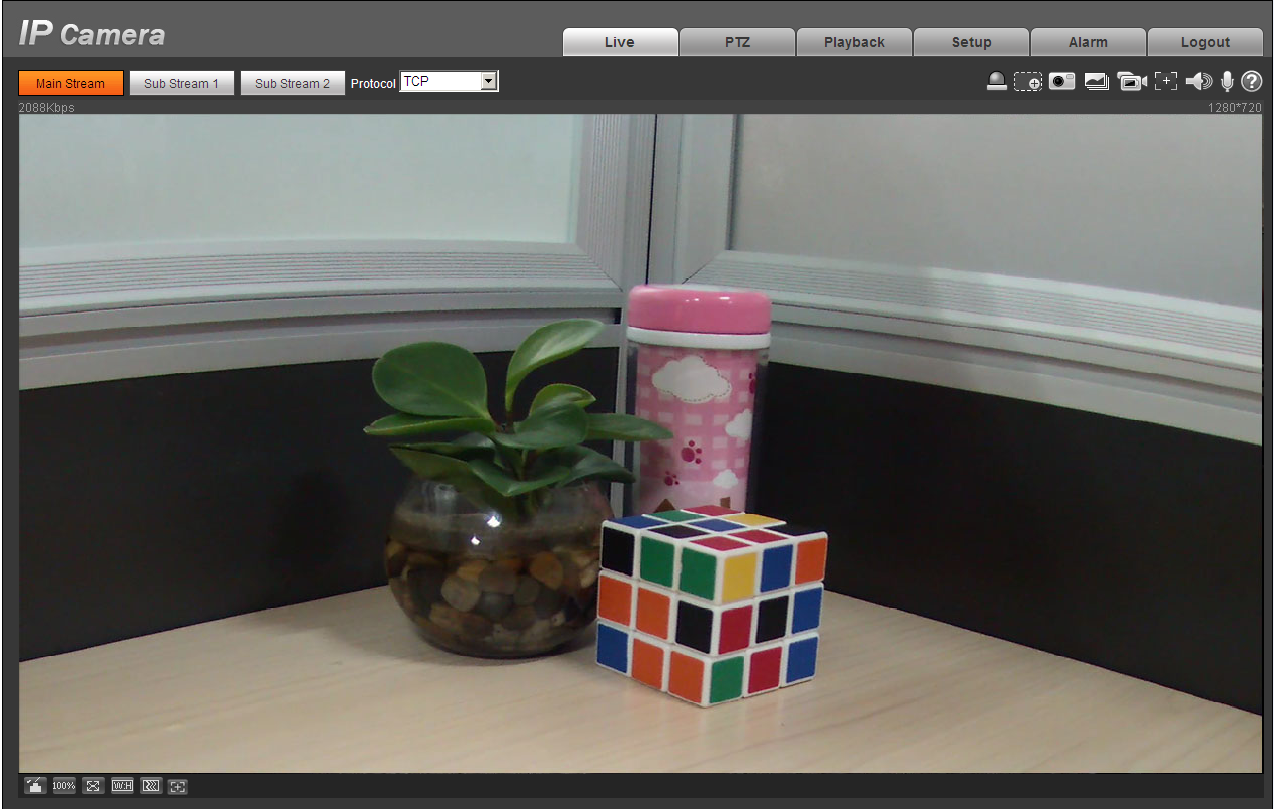 IP Camera
Live PTZ Playback Setup Alarm Logout
Main Stream Sub Stream 1 Sub Stream 2 Protocol TCP
2088Kbps 1280*720
100% W:H